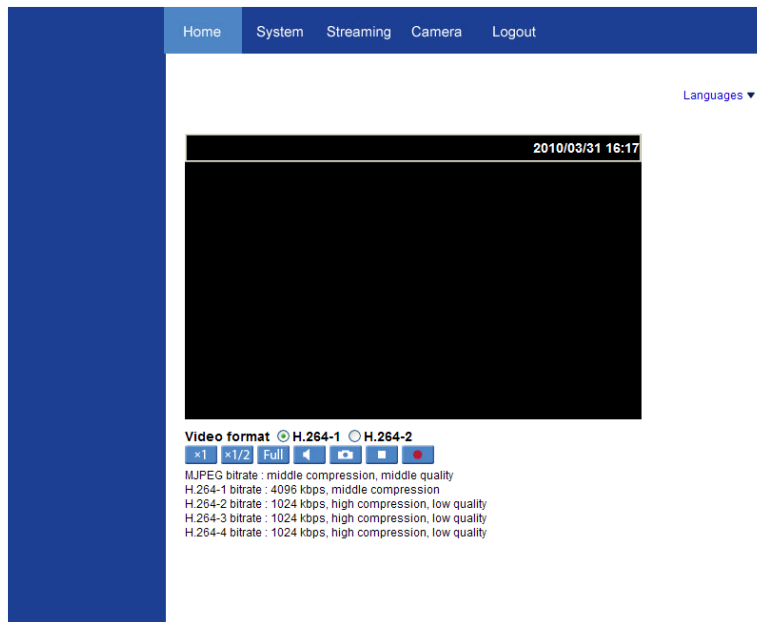 Home System Streaming Camera Logout
Languages
2010/03/31 16:17
Video format H.264-1 H.264-2
×1 ×1/2 Full
MJPEG bitrate : middle compression, middle quality
H.264-1 bitrate : 4096 kbps, middle compression
H.264-2 bitrate : 1024 kbps, high compression, low quality
H.264-3 bitrate : 1024 kbps, high compression, low quality
H.264-4 bitrate : 1024 kbps, high compression, low quality